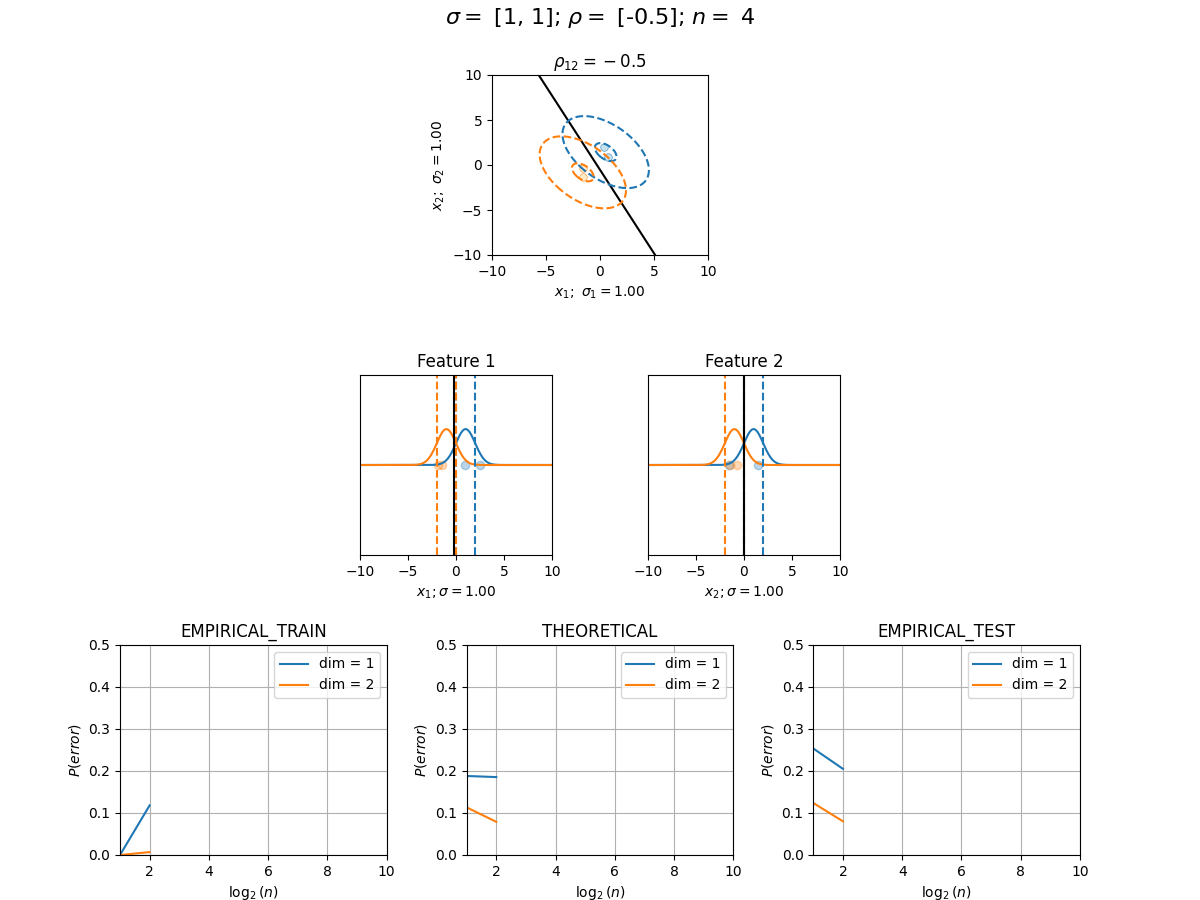 σ = [1, 1]; ρ = [-0.5]; n = 4
ρ₁₂ = −0.5
10
5
0
−5
−10
x₂; σ₂ = 1.00
−10 −5 0 5 10
x₁; σ₁ = 1.00
Feature 1
Feature 2
−10 −5 0 5 10
−10 −5 0 5 10
x₁; σ = 1.00
x₂; σ = 1.00
EMPIRICAL_TRAIN
0.5
0.4
0.3
0.2
0.1
0.0
P(error)
dim = 1
dim = 2
2 4 6 8 10
log₂(n)
THEORETICAL
0.5
0.4
0.3
0.2
0.1
0.0
P(error)
dim = 1
dim = 2
2 4 6 8 10
log₂(n)
EMPIRICAL_TEST
0.5
0.4
0.3
0.2
0.1
0.0
P(error)
dim = 1
dim = 2
2 4 6 8 10
log₂(n)